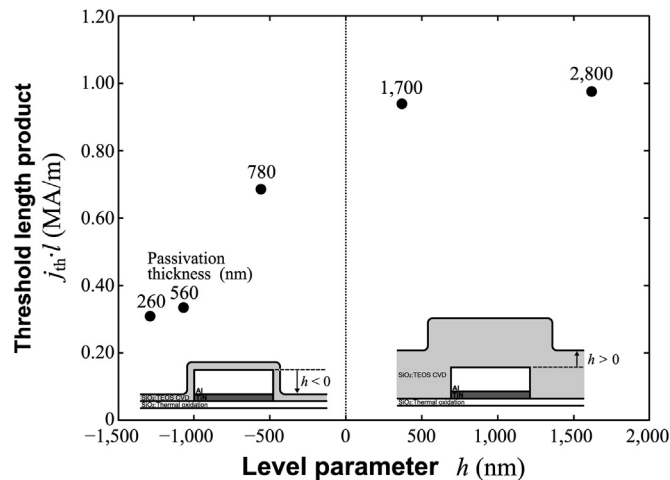 1.20
1.00
0.80
0.60
0.40
0.20
0
Threshold length product
j_th·l (MA/m)
1,700
2,800
780
Passivation
thickness (nm)
260
560
h < 0
h > 0
Al
TiN
SiO₂:TEOS CVD
SiO₂:Thermal oxidation
SiO₂:TEOS CVD
Al
TiN
SiO₂:Thermal oxidation
−1,500
−1,000
−500
0
500
1,000
1,500
2,000
Level parameter h (nm)